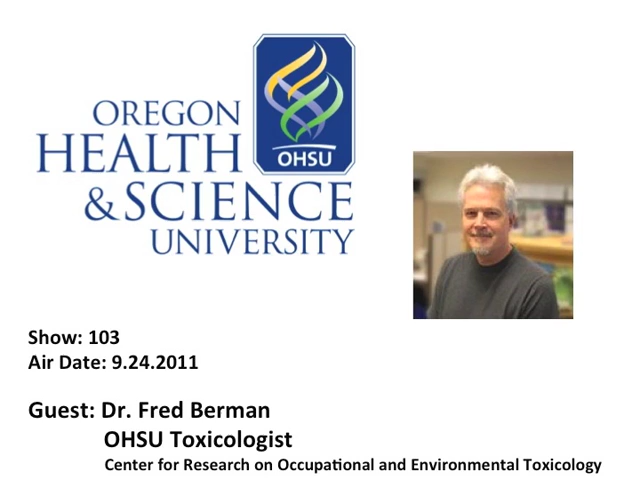 OREGON
HEALTH
& SCIENCE
UNIVERSITY
OHSU
Show: 103
Air Date: 9.24.2011
Guest: Dr. Fred Berman
OHSU Toxicologist
Center for Research on Occupational and Environmental Toxicology